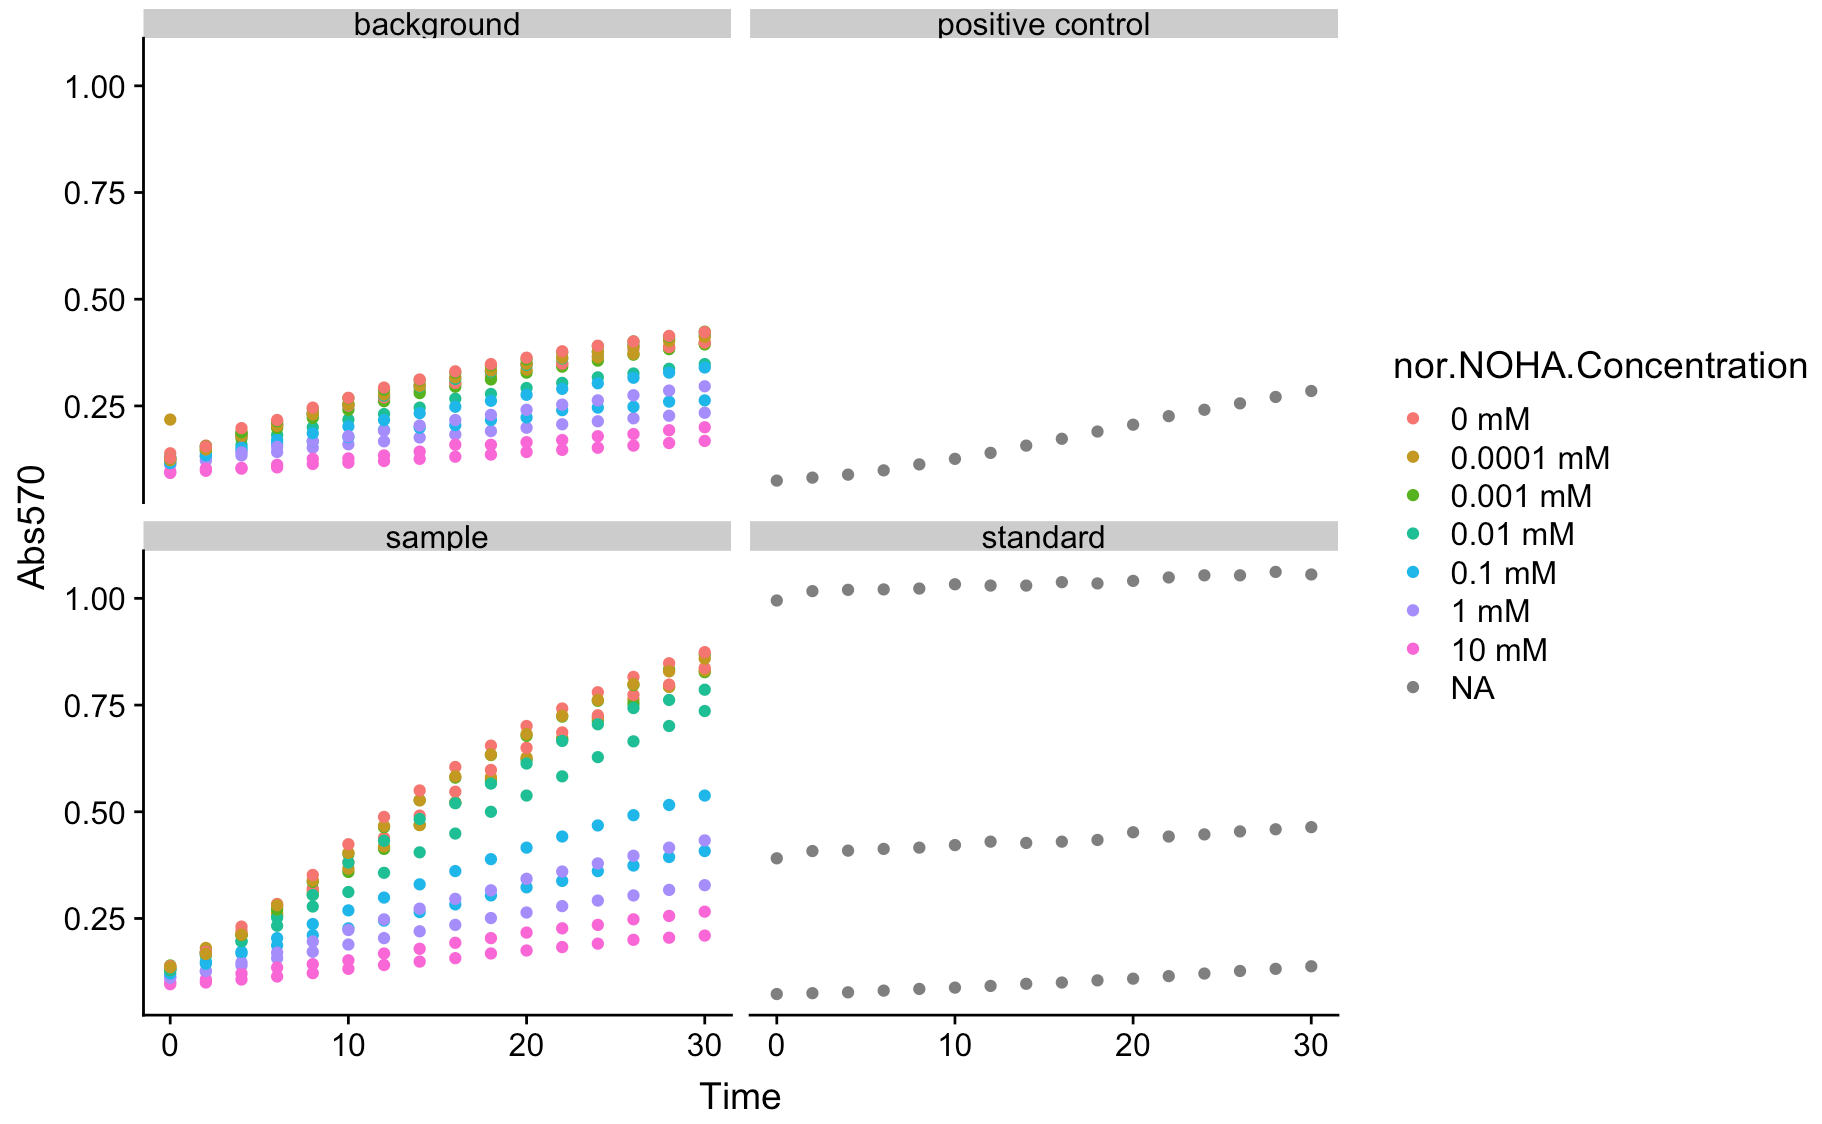 background
positive control
1.00
0.75
0.50
0.25
sample
standard
1.00
0.75
0.50
0.25
0 10 20 30
0 10 20 30
Time
Abs570
nor.NOHA.Concentration
0 mM
0.0001 mM
0.001 mM
0.01 mM
0.1 mM
1 mM
10 mM
NA